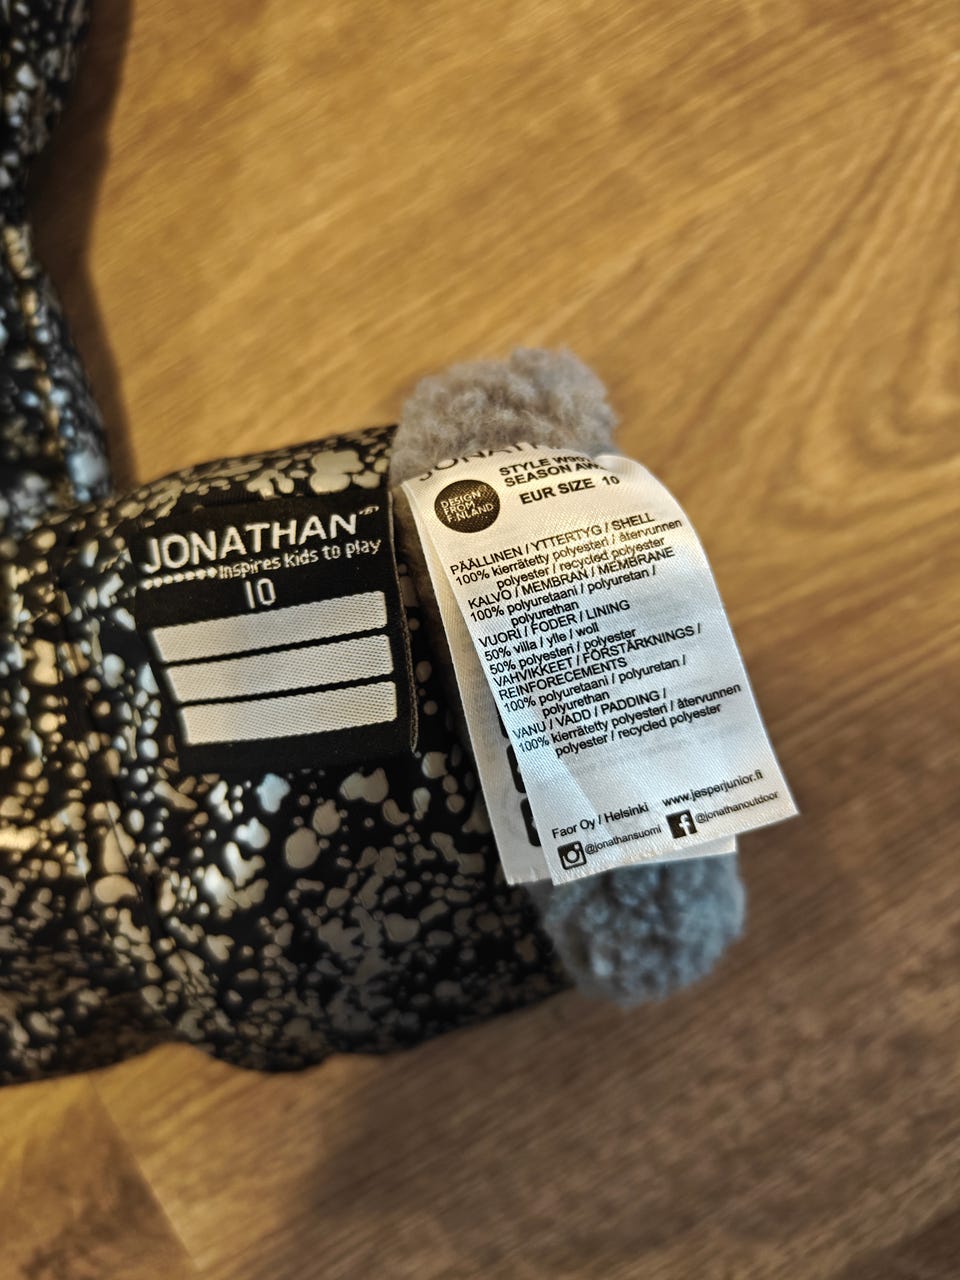 JONATHAN
Inspires kids to play
10
DESIGN
FROM
FINLAND
STYLE
SEASON
EUR SIZE 10
PÄÄLLINEN / YTTERTYG / SHELL
100% kierrätetty polyesteri / återvunnen
polyester / recycled polyester
KALVO / MEMBRAN / MEMBRANE
100% polyuretaani / polyuretan /
polyurethan
VUORI / FODER / LINING
50% villa / ylle / woll
50% polyesteri / polyester
VAHVIKKEET / FÖRSTÄRKNINGS /
REINFORECEMENTS
100% polyuretaani / polyuretan /
polyurethan
VANU / VADD / PADDING /
100% kierrätetty polyesteri / återvunnen
polyester / recycled polyester
Faor Oy / Helsinki www.jesperjunior.fi
@jonathansuomi @jonathanoutdoor